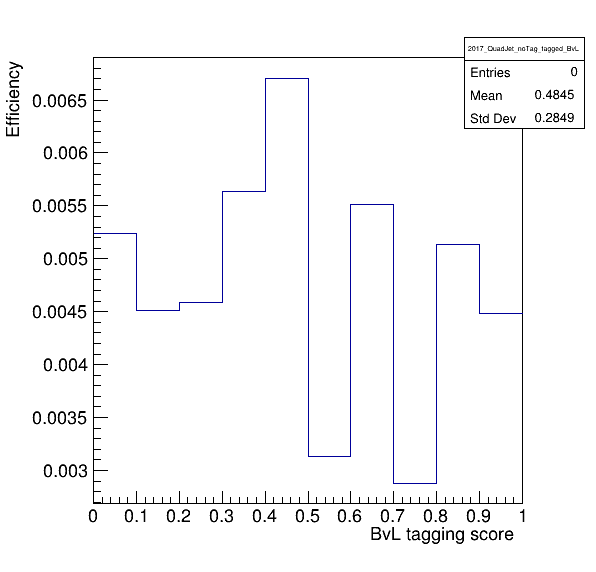 2017_QuadJet_noTag_tagged_BvL
Entries 0
Mean 0.4845
Std Dev 0.2849
Efficiency
0.0065
0.006
0.0055
0.005
0.0045
0.004
0.0035
0.003
0 0.1 0.2 0.3 0.4 0.5 0.6 0.7 0.8 0.9 1
BvL tagging score